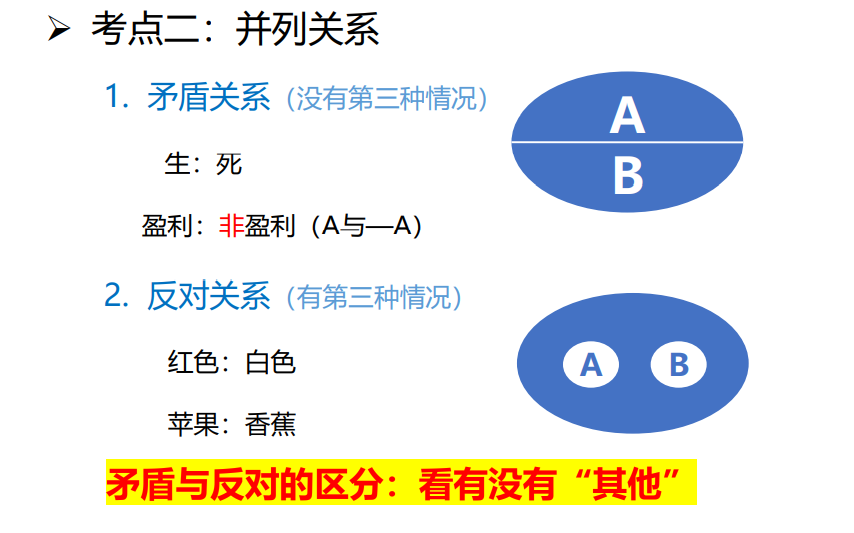 ➢ 考点二：并列关系
1. 矛盾关系（没有第三种情况）
A
B
生：死
盈利：非盈利（A与—A）
2. 反对关系（有第三种情况）
A B
红色：白色
苹果：香蕉
矛盾与反对的区分：看有没有“其他”